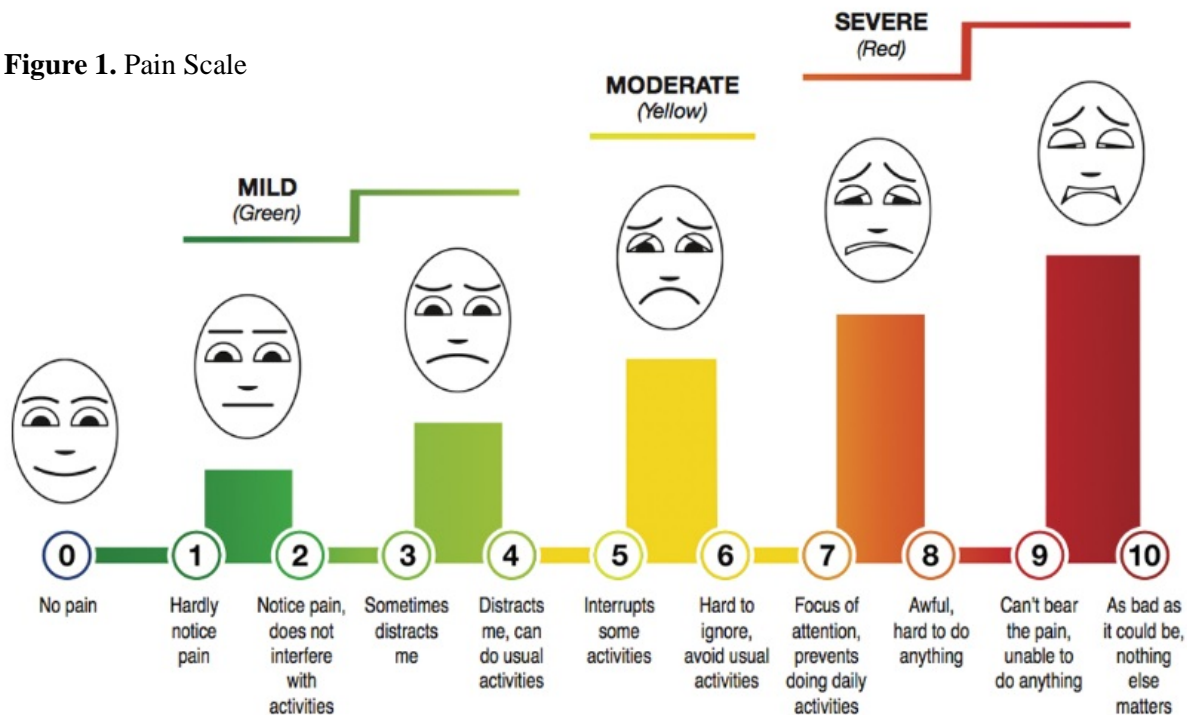 SEVERE
(Red)
Figure 1. Pain Scale
MODERATE
(Yellow)
MILD
(Green)
0
1
2
3
4
5
6
7
8
9
10
No pain
Hardly
notice
pain
Notice pain,
does not
interfere
with
activities
Sometimes
distracts
me
Distracts
me, can
do usual
activities
Interrupts
some
activities
Hard to
ignore,
avoid usual
activities
Focus of
attention,
prevents
doing daily
activities
Awful,
hard to do
anything
Can't bear
the pain,
unable to
do anything
As bad as
it could be,
nothing
else
matters